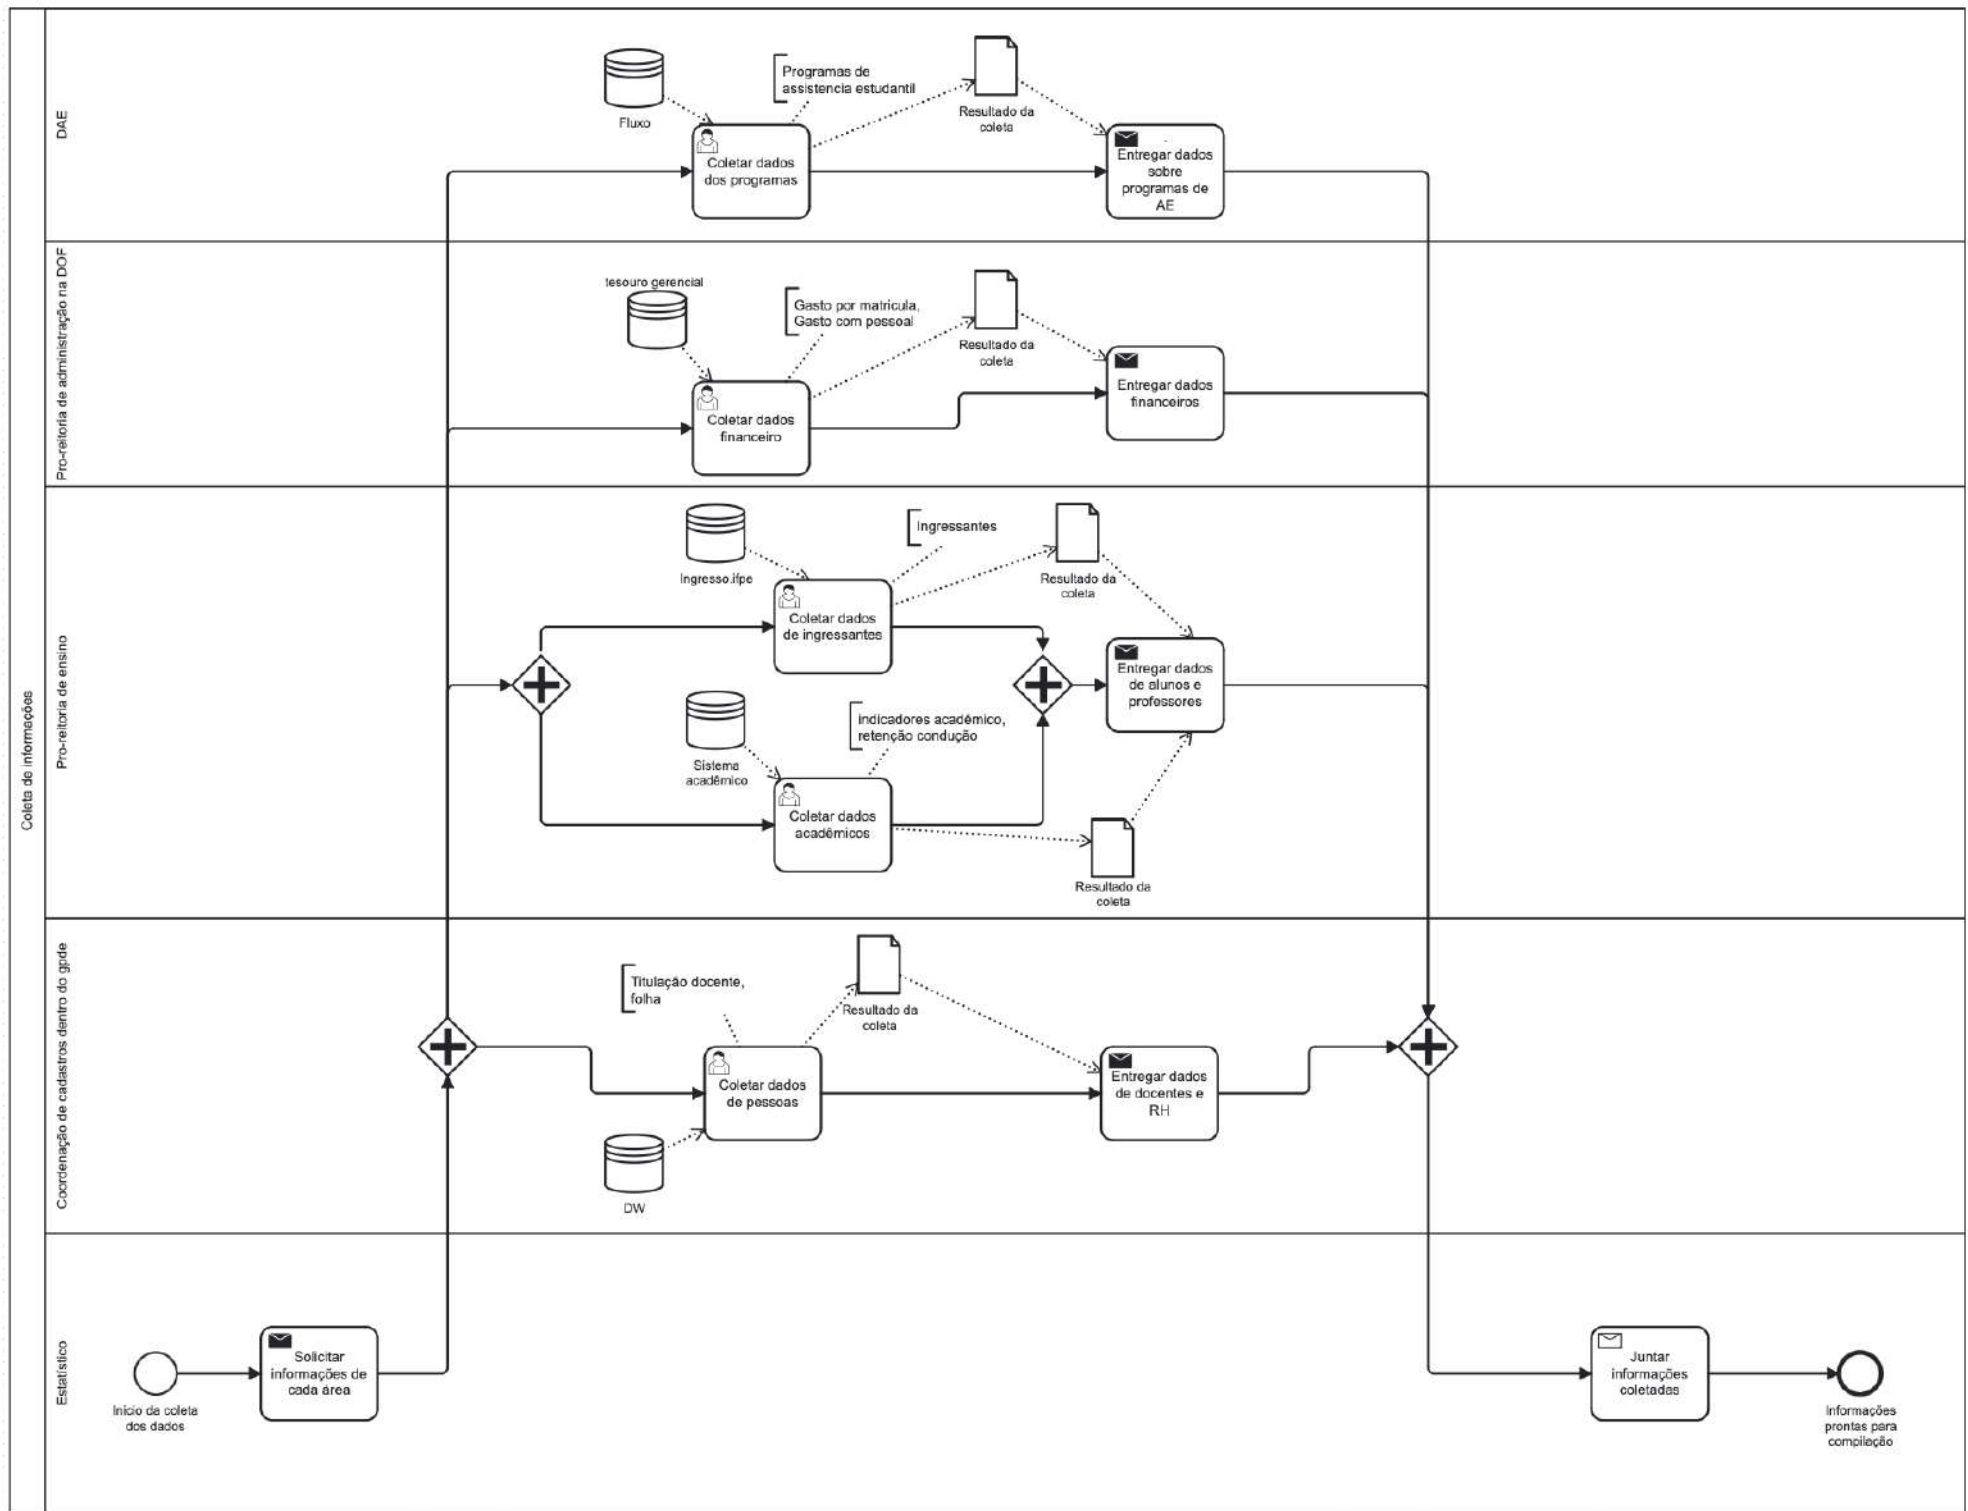 Coleta de informações
DAE
Fluxo
Programas de
assistencia estudantil
Resultado da
coleta
Coletar dados
dos programas
Entregar dados
sobre
programas de
AE
Pro-reitoria de administração na DOF
tesouro gerencial
Gasto por matricula,
Gasto com pessoal
Resultado da
coleta
Coletar dados
financeiro
Entregar dados
financeiros
Pro-reitoria de ensino
Ingresso.ifpe
Ingressantes
Resultado da
coleta
Coletar dados
de ingressantes
Entregar dados
de alunos e
professores
Sistema
acadêmico
indicadores acadêmico,
retenção condução
Coletar dados
acadêmicos
Resultado da
coleta
Coordenação de cadastros dentro do gpde
Titulação docente,
folha
Resultado da
coleta
Coletar dados
de pessoas
Entregar dados
de docentes e
RH
DW
Estatístico
Início da coleta
dos dados
Solicitar
informações de
cada área
Juntar
informações
coletadas
Informações
prontas para
compilação